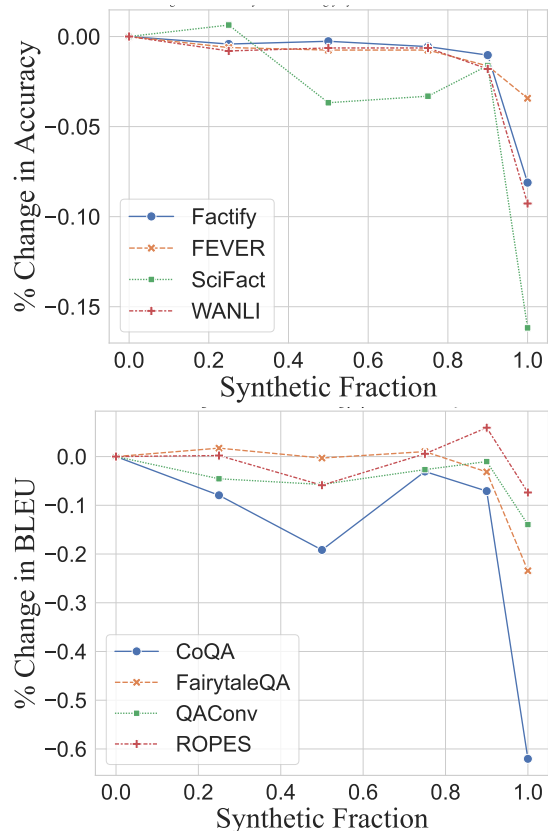 0.00
−0.05
−0.10
−0.15
% Change in Accuracy
Factify
FEVER
SciFact
WANLI
0.0 0.2 0.4 0.6 0.8 1.0
Synthetic Fraction
0.0
−0.1
−0.2
−0.3
−0.4
−0.5
−0.6
% Change in BLEU
CoQA
FairytaleQA
QAConv
ROPES
0.0 0.2 0.4 0.6 0.8 1.0
Synthetic Fraction